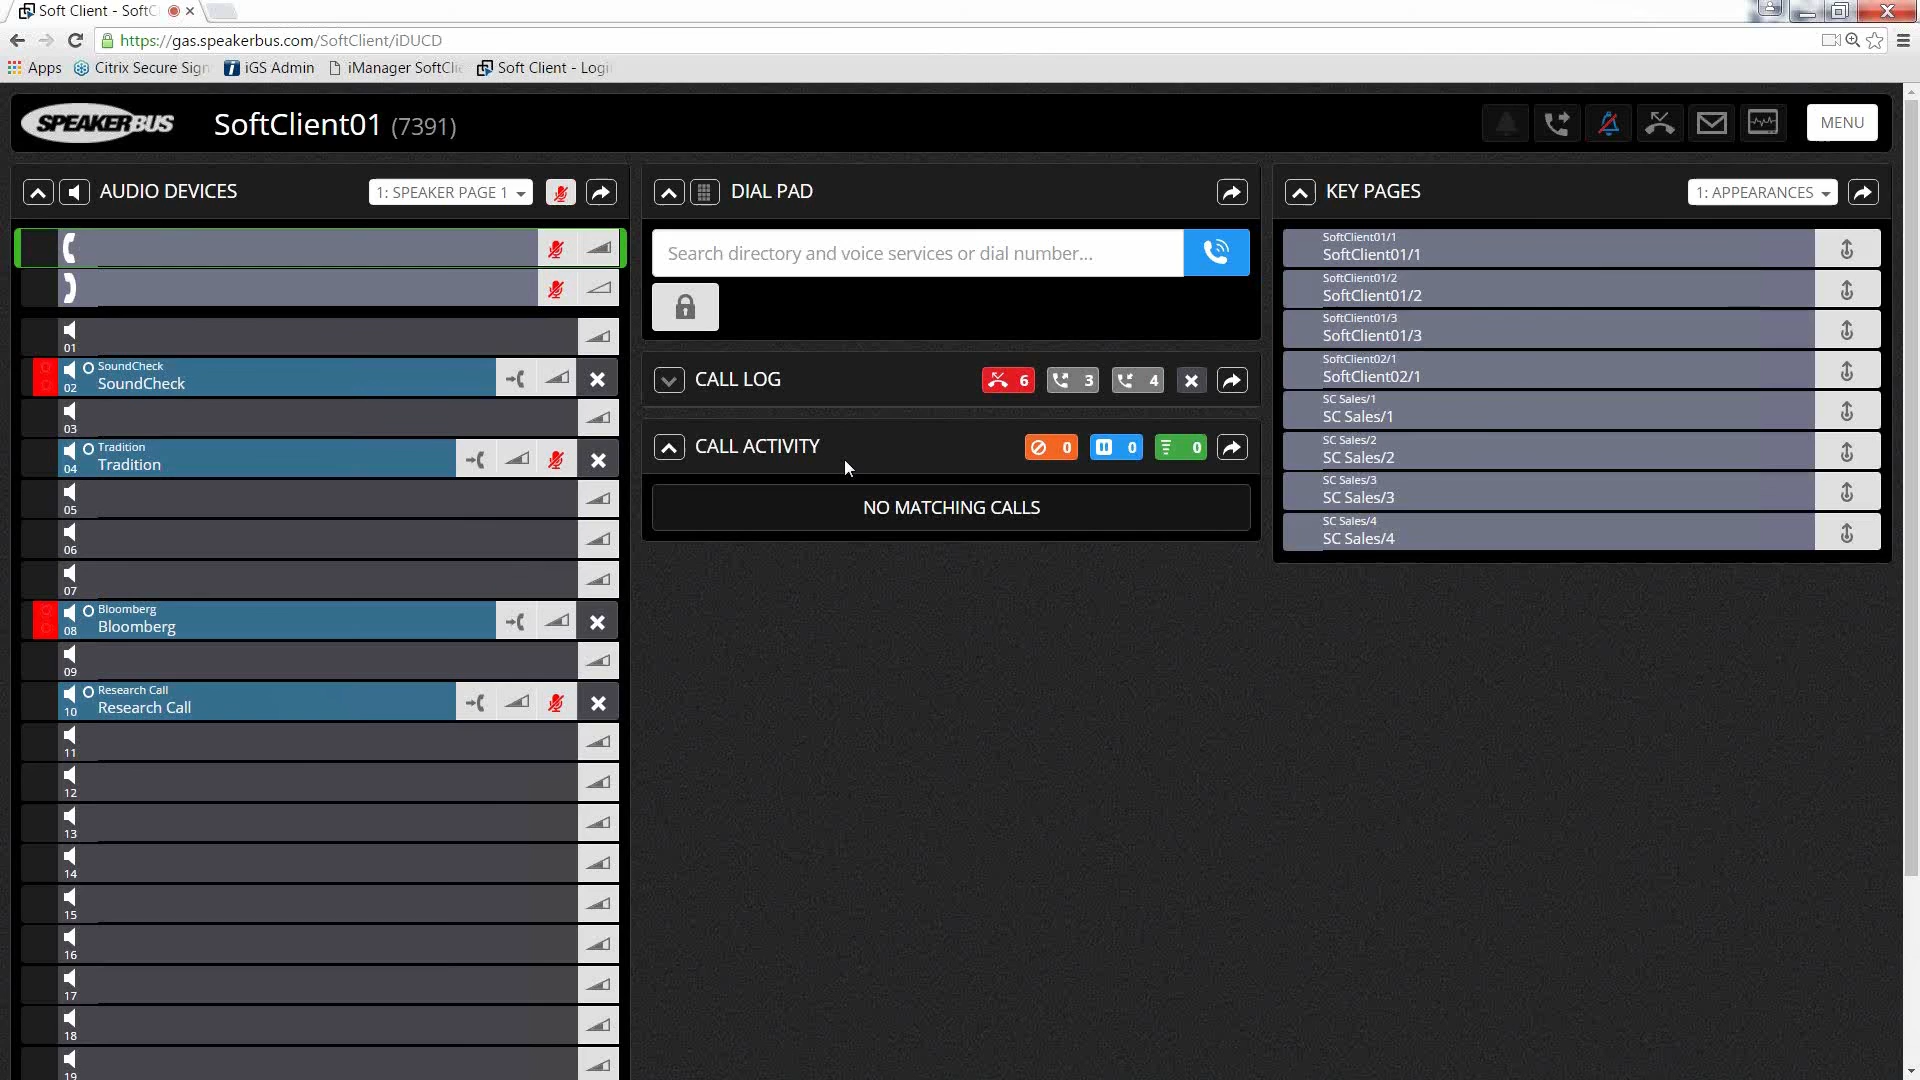 Soft Client - SoftC
https://gas.speakerbus.com/SoftClient/iDUCD
Apps Citrix Secure Sign iGS Admin iManager SoftClie Soft Client - Logi
SPEAKERBUS SoftClient01 (7391) MENU
AUDIO DEVICES 1: SPEAKER PAGE 1
01
02 SoundCheck
SoundCheck
03
04 Tradition
Tradition
05
06
07
08 Bloomberg
Bloomberg
09
10 Research Call
Research Call
11
12
13
14
15
16
17
18
19
DIAL PAD
Search directory and voice services or dial number...
CALL LOG 6 3 4
CALL ACTIVITY 0 0 0
NO MATCHING CALLS
KEY PAGES 1: APPEARANCES
SoftClient01/1
SoftClient01/1
SoftClient01/2
SoftClient01/2
SoftClient01/3
SoftClient01/3
SoftClient02/1
SoftClient02/1
SC Sales/1
SC Sales/1
SC Sales/2
SC Sales/2
SC Sales/3
SC Sales/3
SC Sales/4
SC Sales/4